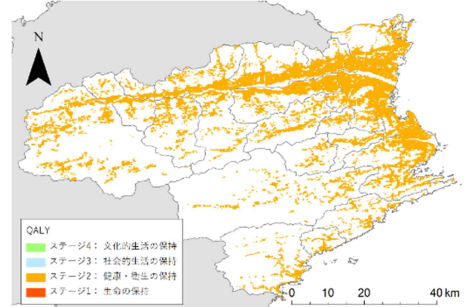 N
QALY
ステージ4： 文化的生活の保持
ステージ3： 社会的生活の保持
ステージ2： 健康・衛生の保持
ステージ1： 生命の保持
0 10 20 40 km